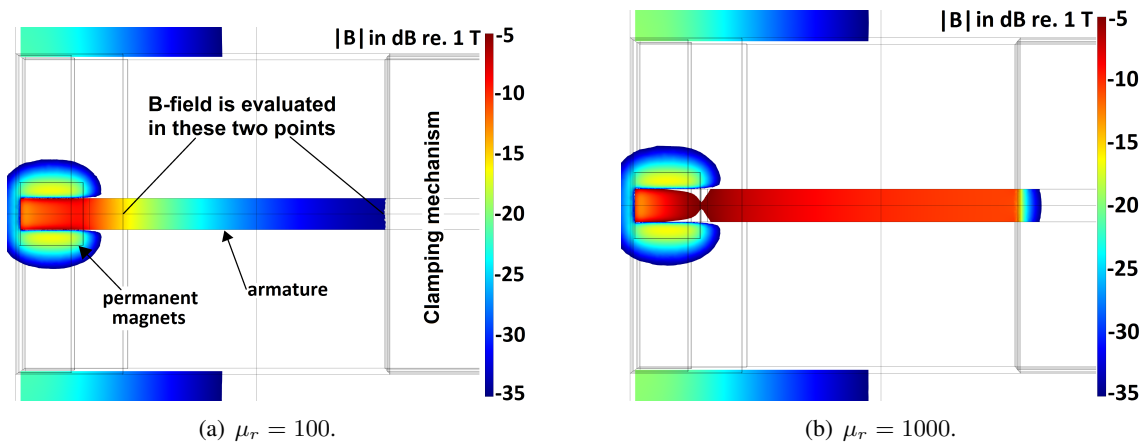 |B| in dB re. 1 T
-5
-10
-15
-20
-25
-30
-35
B-field is evaluated
in these two points
Clamping mechanism
permanent
magnets
armature
(a) μr = 100.
|B| in dB re. 1 T
-5
-10
-15
-20
-25
-30
-35
(b) μr = 1000.